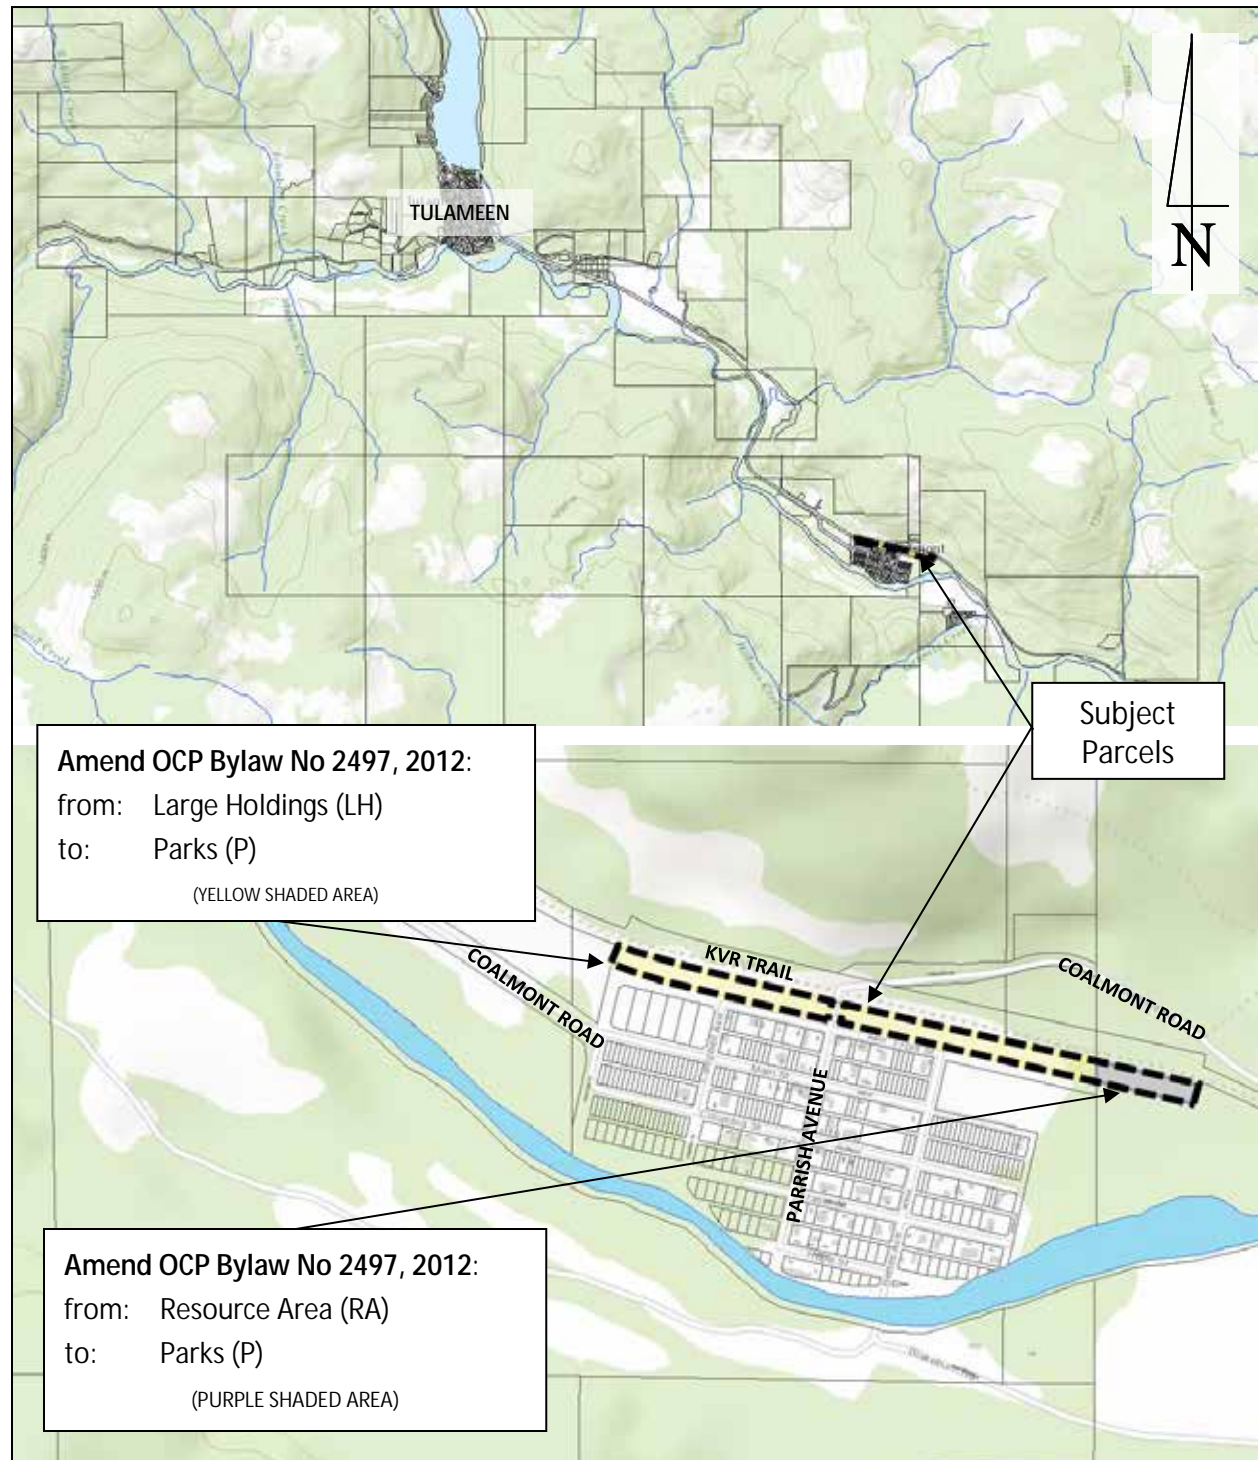 TULAMEEN
N
Subject
Parcels
Amend OCP Bylaw No 2497, 2012:
from: Large Holdings (LH)
to: Parks (P)
(YELLOW SHADED AREA)
KVR TRAIL
COALMONT ROAD
COALMONT ROAD
PARRISH AVENUE
Amend OCP Bylaw No 2497, 2012:
from: Resource Area (RA)
to: Parks (P)
(PURPLE SHADED AREA)